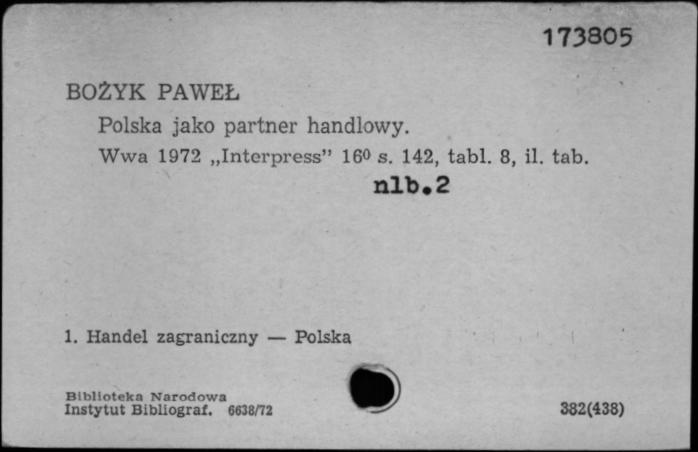 173805
BOŻYK PAWEŁ
Polska jako partner handlowy.
Wwa 1972 „Interpress” 16⁰ s. 142, tabl. 8, il. tab.
nlb.2
1. Handel zagraniczny — Polska
Biblioteka Narodowa
Instytut Bibliograf. 6638/72
382(438)